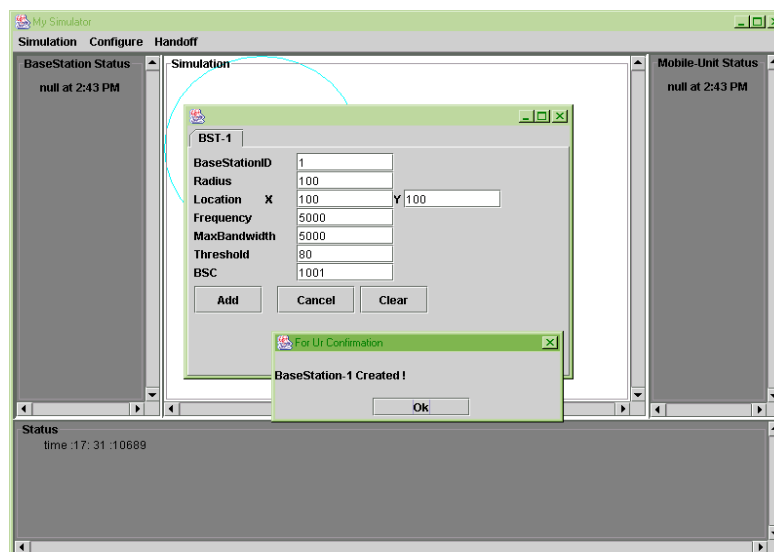 My Simulator
Simulation Configure Handoff
BaseStation Status
null at 2:43 PM
Simulation
Mobile-Unit Status
null at 2:43 PM
BST-1
BaseStationID 1
Radius 100
Location X 100 Y 100
Frequency 5000
MaxBandwidth 5000
Threshold 80
BSC 1001
Add Cancel Clear
For Ur Confirmation
BaseStation-1 Created !
Ok
Status
time :17: 31 :10689